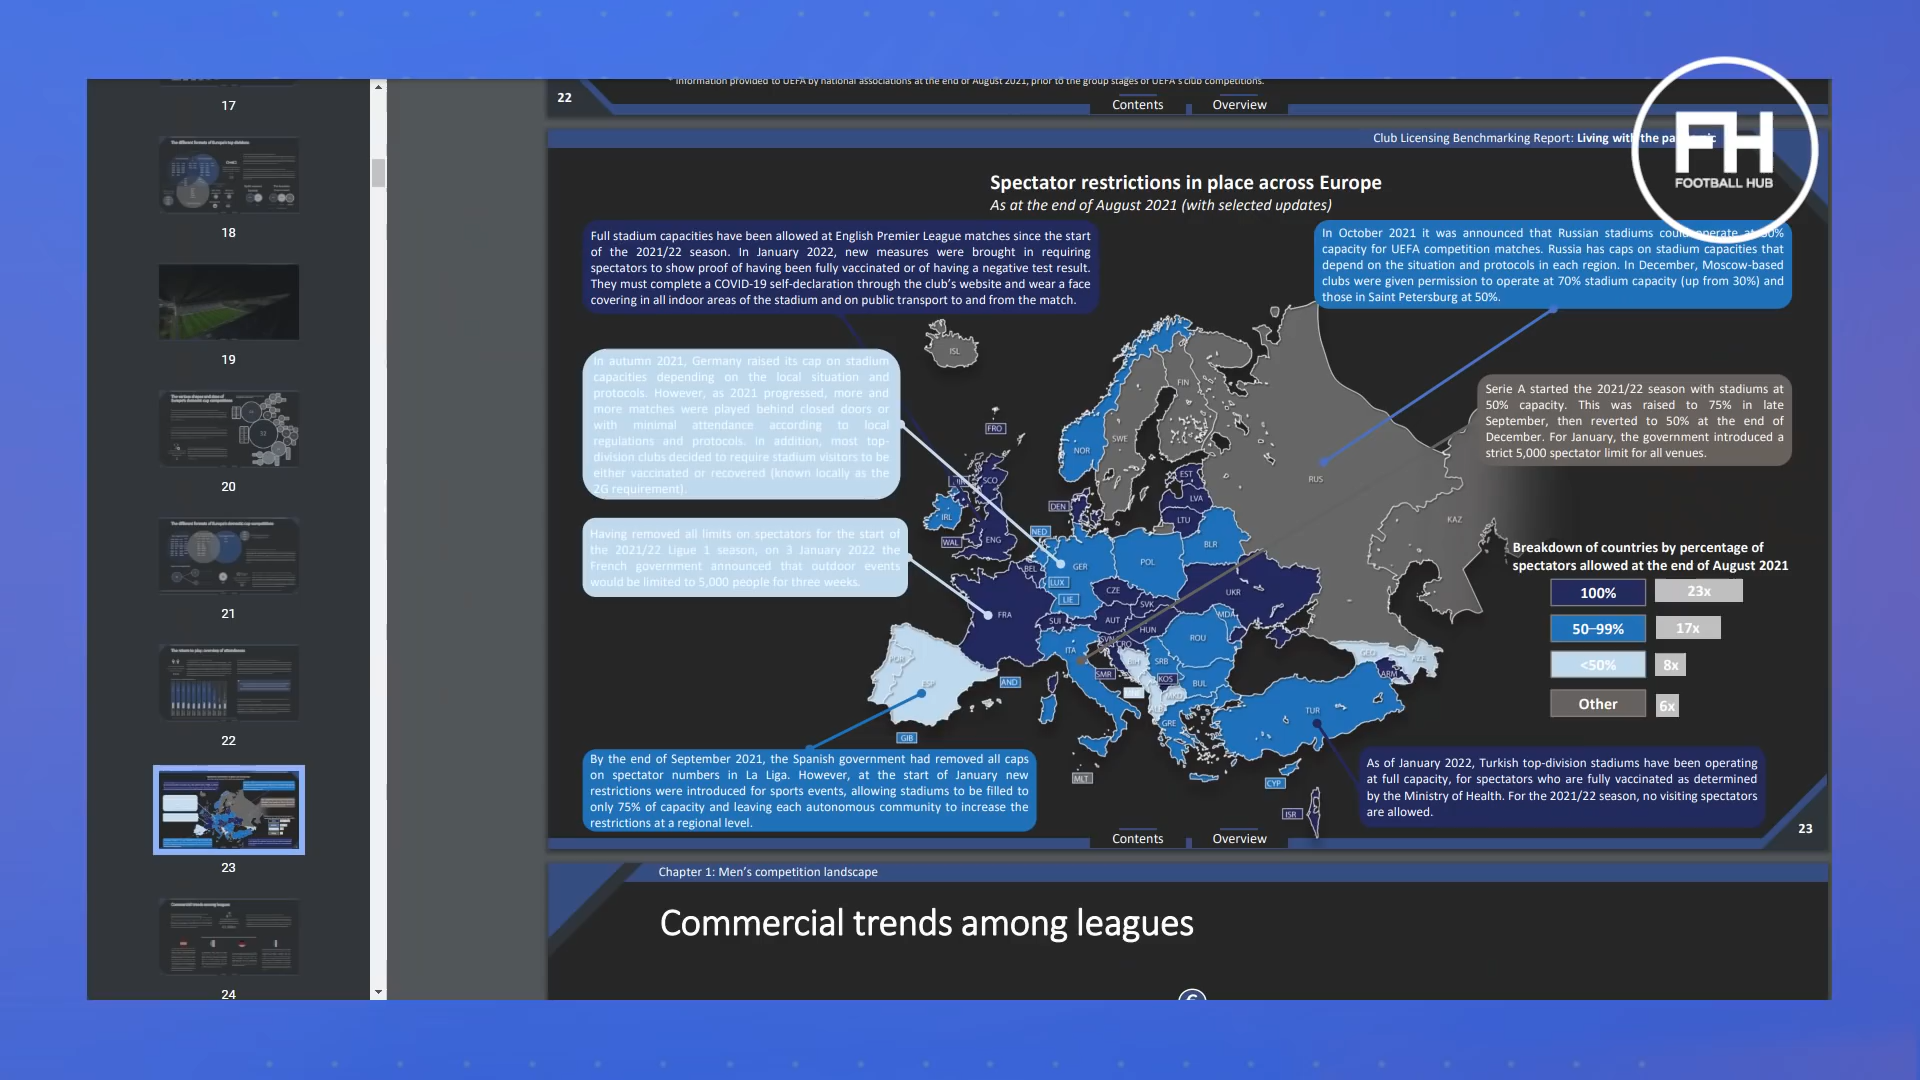 17
18
19
20
21
22
23
24
information provided to UEFA by national associations at the end of August 2021, prior to the group stages of UEFA's club competitions.
22
Contents
Overview
Club Licensing Benchmarking Report: Living with the
FH
FOOTBALL HUB
Spectator restrictions in place across Europe
As at the end of August 2021 (with selected updates)
Full stadium capacities have been allowed at English Premier League matches since the start
of the 2021/22 season. In January 2022, new measures were brought in requiring
spectators to show proof of having been fully vaccinated or of having a negative test result.
They must complete a COVID-19 self-declaration through the club's website and wear a face
covering in all indoor areas of the stadium and on public transport to and from the match.
In October 2021 it was announced that Russian stadiums could operate at
capacity for UEFA competition matches. Russia has caps on stadium capacities that
depend on the situation and protocols in each region. In December, Moscow-based
clubs were given permission to operate at 70% stadium capacity (up from 30%) and
those in Saint Petersburg at 50%.
In autumn 2021, Germany raised its cap on stadium
capacities depending on the local situation and
protocols. However, as 2021 progressed, more and
more matches were played behind closed doors or
with minimal attendance according to local
regulations and protocols. In addition, most top-
division clubs decided to require stadium visitors to be
either vaccinated or recovered (known locally as the
2G requirement).
Serie A started the 2021/22 season with stadiums at
50% capacity. This was raised to 75% in late
September, then reverted to 50% at the end of
December. For January, the government introduced a
strict 5,000 spectator limit for all venues.
Having removed all limits on spectators for the start of
the 2021/22 Ligue 1 season, on 3 January 2022 the
French government announced that outdoor events
would be limited to 5,000 people for three weeks.
ISL
FRO
FIN
SWE
NOR
RUS
KAZ
SCO
EST
LVA
LTU
DEN
IRL
NED
ENG
WAL
BLR
BEL
GER
POL
LUX
LIE
CZE
SVK
UKR
FRA
SUI
AUT
HUN
MDA
SVN
CRO
ROU
ITA
BIH
SRB
GEO
AZE
ARM
POR
ESP
AND
SMR
KOS
BUL
MKD
ALB
GRE
TUR
GIB
MLT
CYP
ISR
Breakdown of countries by percentage of
spectators allowed at the end of August 2021
100% 23x
50–99% 17x
<50% 8x
Other 6x
By the end of September 2021, the Spanish government had removed all caps
on spectator numbers in La Liga. However, at the start of January new
restrictions were introduced for sports events, allowing stadiums to be filled to
only 75% of capacity and leaving each autonomous community to increase the
restrictions at a regional level.
As of January 2022, Turkish top-division stadiums have been operating
at full capacity, for spectators who are fully vaccinated as determined
by the Ministry of Health. For the 2021/22 season, no visiting spectators
are allowed.
Contents
Overview
23
Chapter 1: Men's competition landscape
Commercial trends among leagues